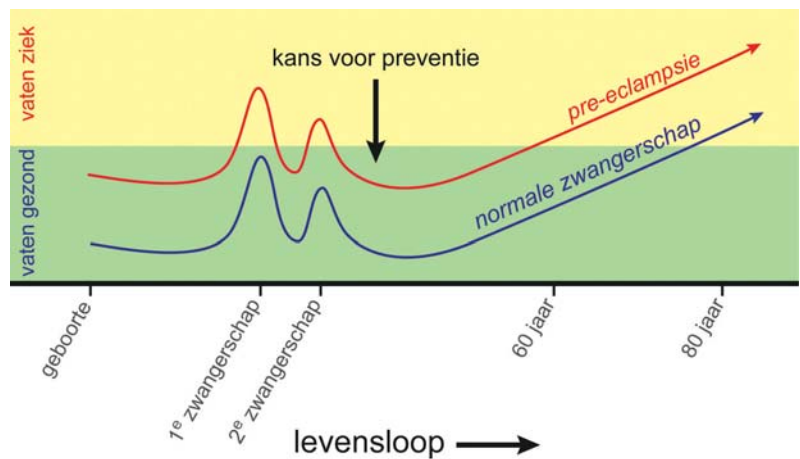 vaten ziek
vaten gezond
kans voor preventie
pre-eclampsie
normale zwangerschap
geboorte
1e zwangerschap
2e zwangerschap
60 jaar
80 jaar
levensloop